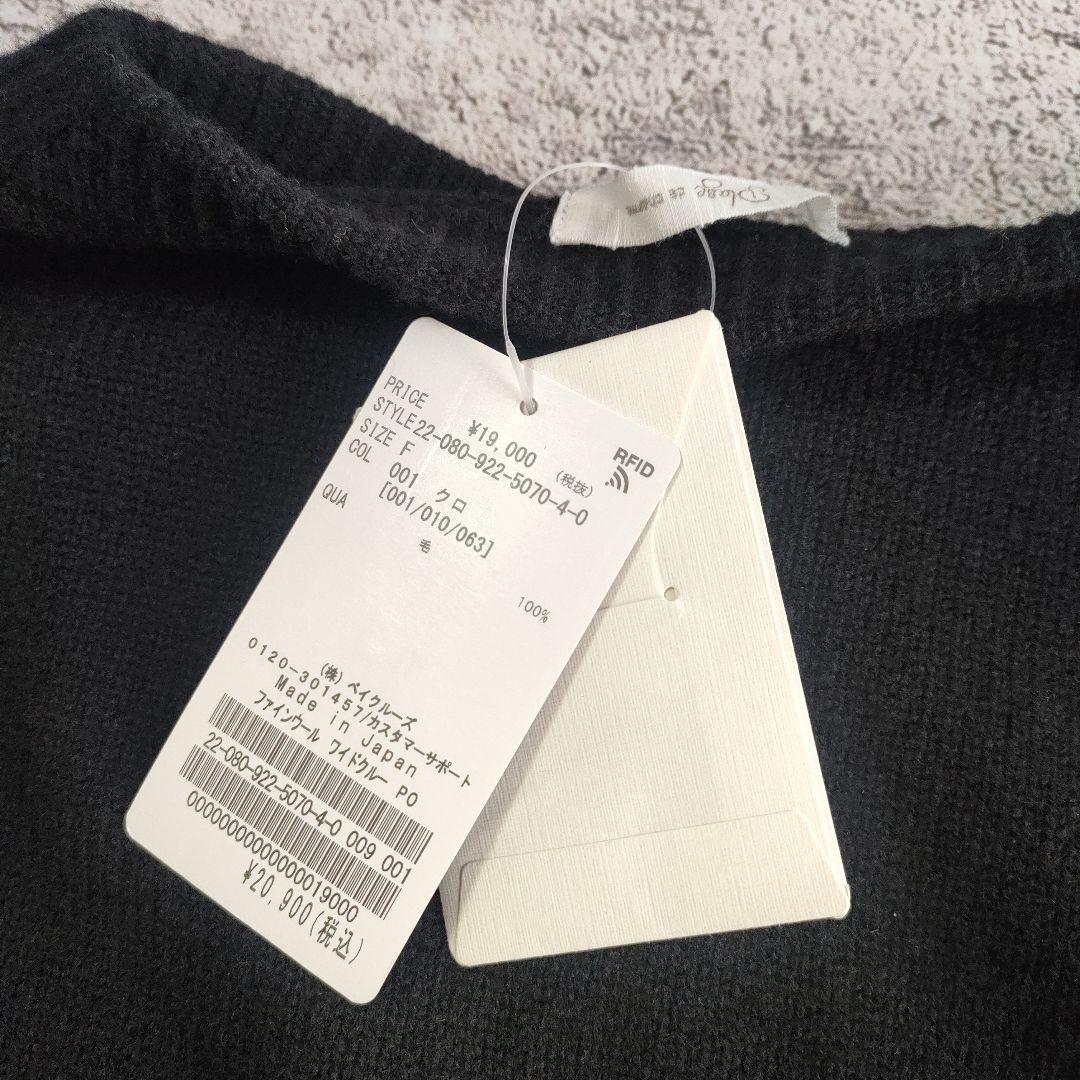 Plage
PRICE ¥19,000 (税抜)
STYLE22-080-922-5070-4-0
SIZE F
COL 001 クロ
[001/010/063]
QUA 毛 100%
RFID
(株) ベイクルーズ
0120-301457/カスタマーサポート
Made in Japan
ファインウール ワイドクルー PO
22-080-922-5070-4-0 009 001
0000000000000019000
¥20,900(税込)